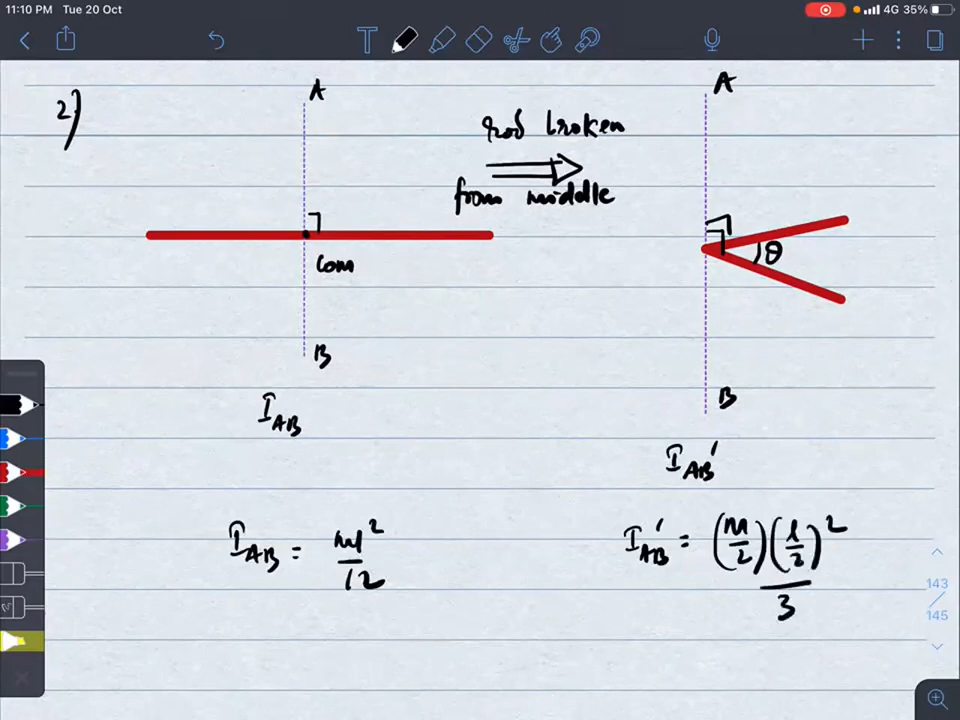 11:10 PM Tue 20 Oct
4G 35%
T
2)
A
A
rod broken
from middle
com
θ
B
B
I_AB
I_AB'
I_AB = ml²/12
I_AB' = (m/2)(l/2)²/3
143
/
145